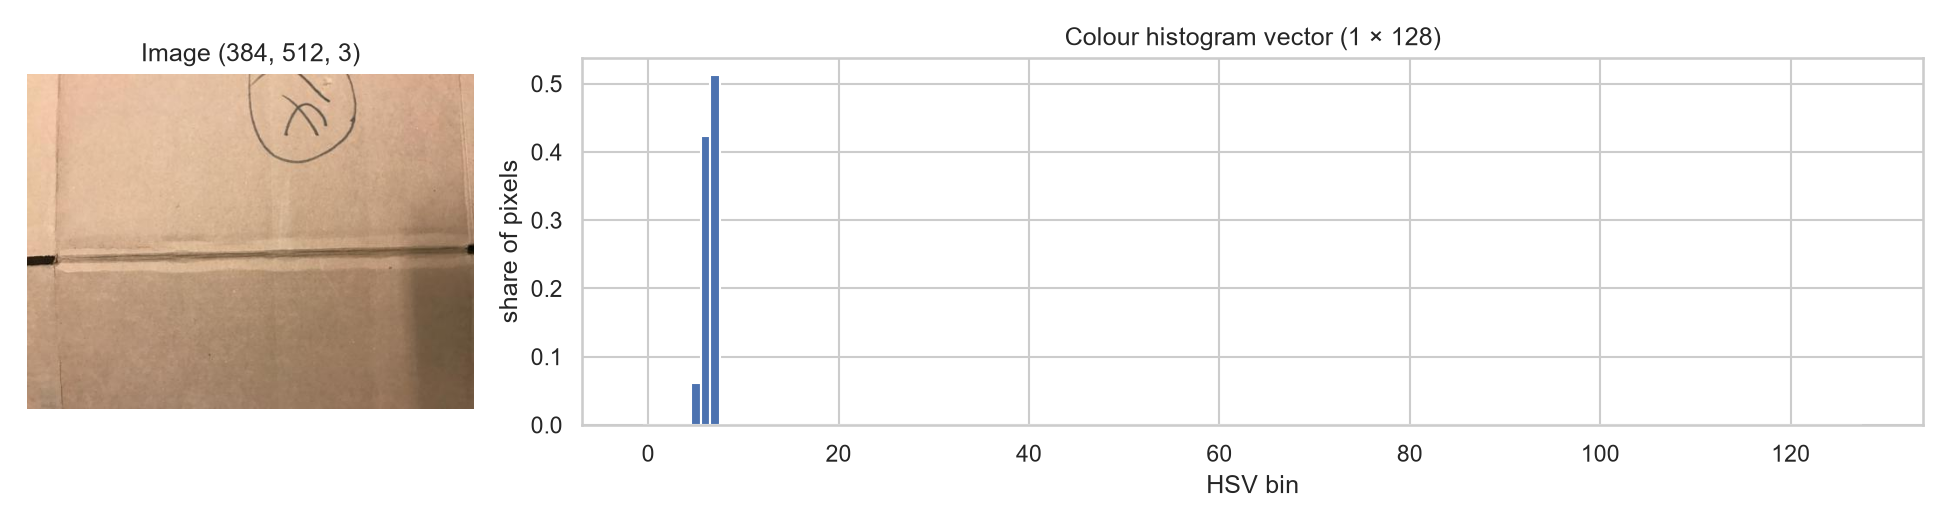 Image (384, 512, 3)
Colour histogram vector (1 × 128)
share of pixels
0.5
0.4
0.3
0.2
0.1
0.0
0 20 40 60 80 100 120
HSV bin